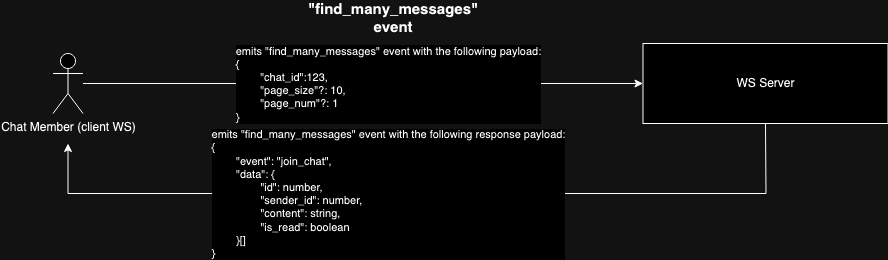 "find_many_messages"
event
emits "find_many_messages" event with the following payload:
{
"chat_id":123,
"page_size"?: 10,
"page_num"?: 1
}
WS Server
Chat Member (client WS)
emits "find_many_messages" event with the following response payload:
{
"event": "join_chat",
"data": {
"id": number,
"sender_id": number,
"content": string,
"is_read": boolean
}[]
}